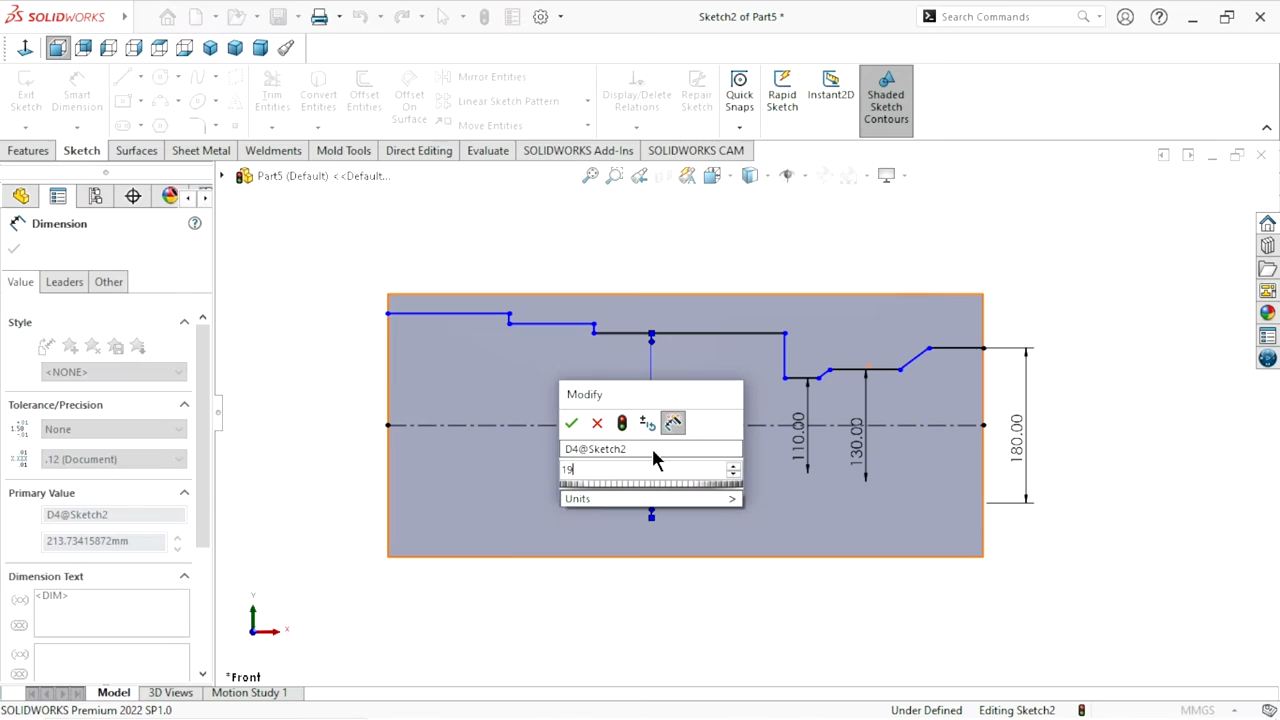 SOLIDWORKS
Sketch2 of Part5 *
Search Commands
Exit Sketch
Smart Dimension
Trim Entities
Convert Entities
Offset Entities
Offset On Surface
Mirror Entities
Linear Sketch Pattern
Move Entities
Display/Delete Relations
Repair Sketch
Quick Snaps
Rapid Sketch
Instant2D
Shaded Sketch Contours
Features Sketch Surfaces Sheet Metal Weldments Mold Tools Direct Editing Evaluate SOLIDWORKS Add-Ins SOLIDWORKS CAM
Part5 (Default) <<Default...
Dimension
Value Leaders Other
Style
<NONE>
Tolerance/Precision
None
.12 (Document)
Primary Value
D4@Sketch2
213.73415872mm
Dimension Text
<DIM>
Modify
D4@Sketch2
19
Units >
110.00
130.00
180.00
Y
X
*Front
Model 3D Views Motion Study 1
SOLIDWORKS Premium 2022 SP1.0
Under Defined Editing Sketch2 MMGS